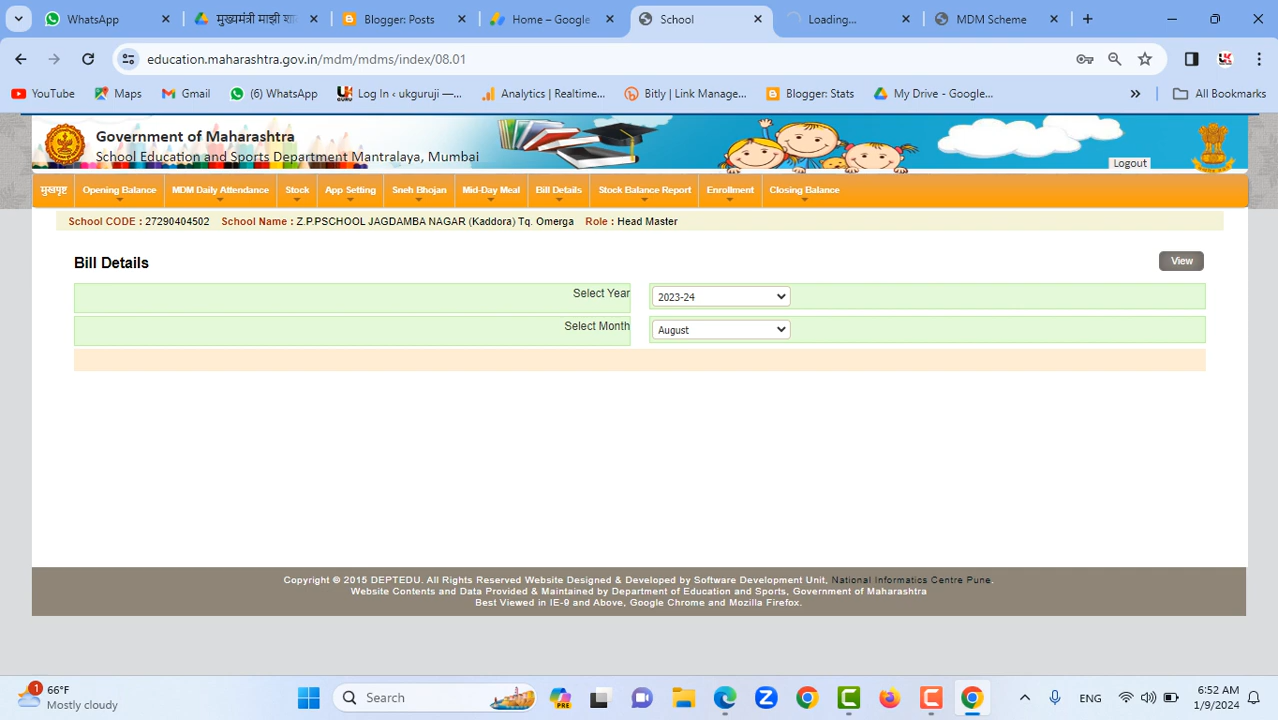 WhatsApp
मुख्यमंत्री माझी शा
Blogger: Posts
Home – Google
School
Loading...
MDM Scheme
education.maharashtra.gov.in/mdm/mdms/index/08.01
YouTube
Maps
Gmail
(6) WhatsApp
Log In ‹ ukguruji —...
Analytics | Realtime...
Bitly | Link Manage...
Blogger: Stats
My Drive - Google...
All Bookmarks
Government of Maharashtra
School Education and Sports Department Mantralaya, Mumbai
Logout
मुखपृष्ट Opening Balance MDM Daily Attendance Stock App Setting Sneh Bhojan Mid-Day Meal Bill Details Stock Balance Report Enrollment Closing Balance
School CODE : 27290404502 School Name : Z.P.PSCHOOL JAGDAMBA NAGAR (Kaddora) Tq. Omerga Role : Head Master
Bill Details
View
Select Year 2023-24
Select Month August
Copyright © 2015 DEPTEDU. All Rights Reserved Website Designed & Developed by Software Development Unit, National Informatics Centre Pune.
Website Contents and Data Provided & Maintained by Department of Education and Sports, Government of Maharashtra
Best Viewed in IE-9 and Above, Google Chrome and Mozilla Firefox.
1
66°F
Mostly cloudy
Search
PRE
ENG
6:52 AM
1/9/2024